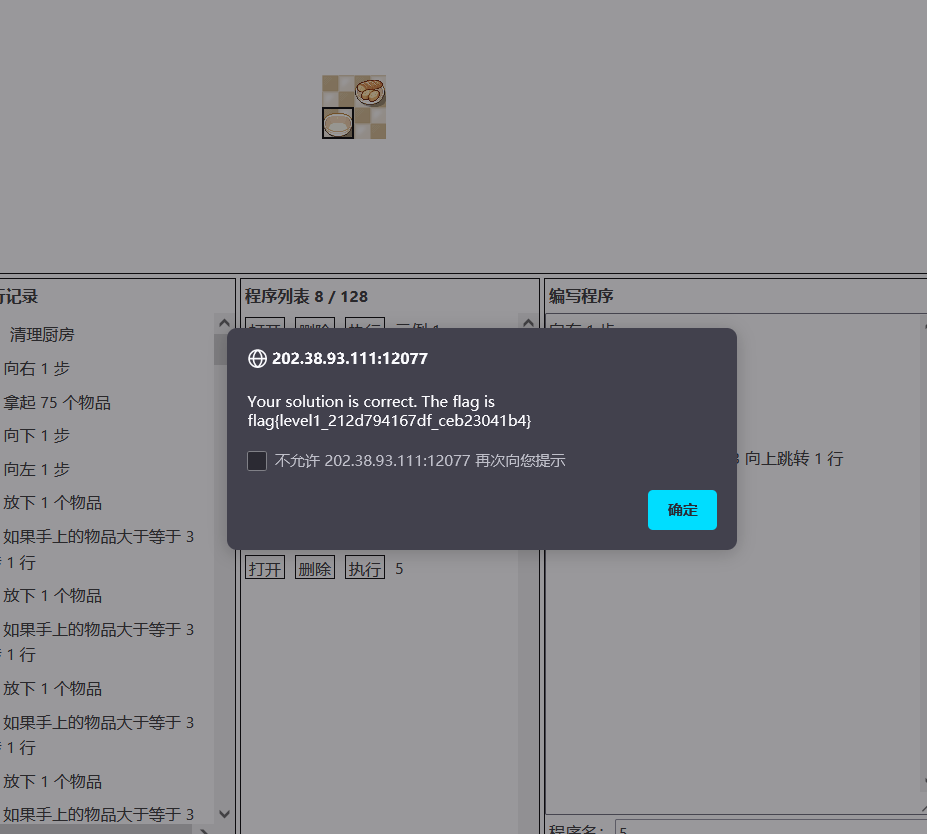 行记录
清理厨房
向右 1 步
拿起 75 个物品
向下 1 步
向左 1 步
放下 1 个物品
如果手上的物品大于等于 3
1 行
放下 1 个物品
如果手上的物品大于等于 3
1 行
放下 1 个物品
如果手上的物品大于等于 3
1 行
放下 1 个物品
如果手上的物品大于等于 3
程序列表 8 / 128
打开 删除 执行 示例 1
202.38.93.111:12077
Your solution is correct. The flag is
flag{level1_212d794167df_ceb23041b4}
不允许 202.38.93.111:12077 再次向您提示
确定
打开 删除 执行 5
编写程序
向右 1 步
向上跳转 1 行
程序名: 5